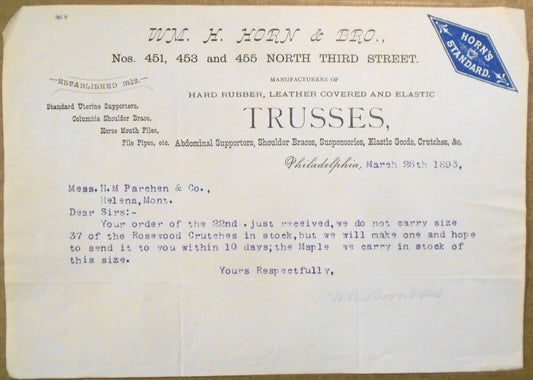 WM. H. HORN & BRO.,
Nos. 451, 453 and 455 NORTH THIRD STREET.
HORN'S
STANDARD.
ESTABLISHED 1842.
MANUFACTURERS OF
HARD RUBBER, LEATHER COVERED AND ELASTIC
TRUSSES,
Standard Uterine Supporters,
Columbia Shoulder Brace,
Horse Mouth Files,
Pile Pipes, etc.
Abdominal Supporters, Shoulder Braces, Suspensories, Elastic Goods, Crutches, &c.
Philadelphia, March 28th 1893,
Mess. H.M Parchen & Co.,
Helena, Mont.
Dear Sirs:-
Your order of the 22nd. just received, we do not carry size
37 of the Rosewood Crutches in stock, but we will make one and hope
to send it to you within 10 days; the Maple we carry in stock of
this size.
Yours Respectfully,